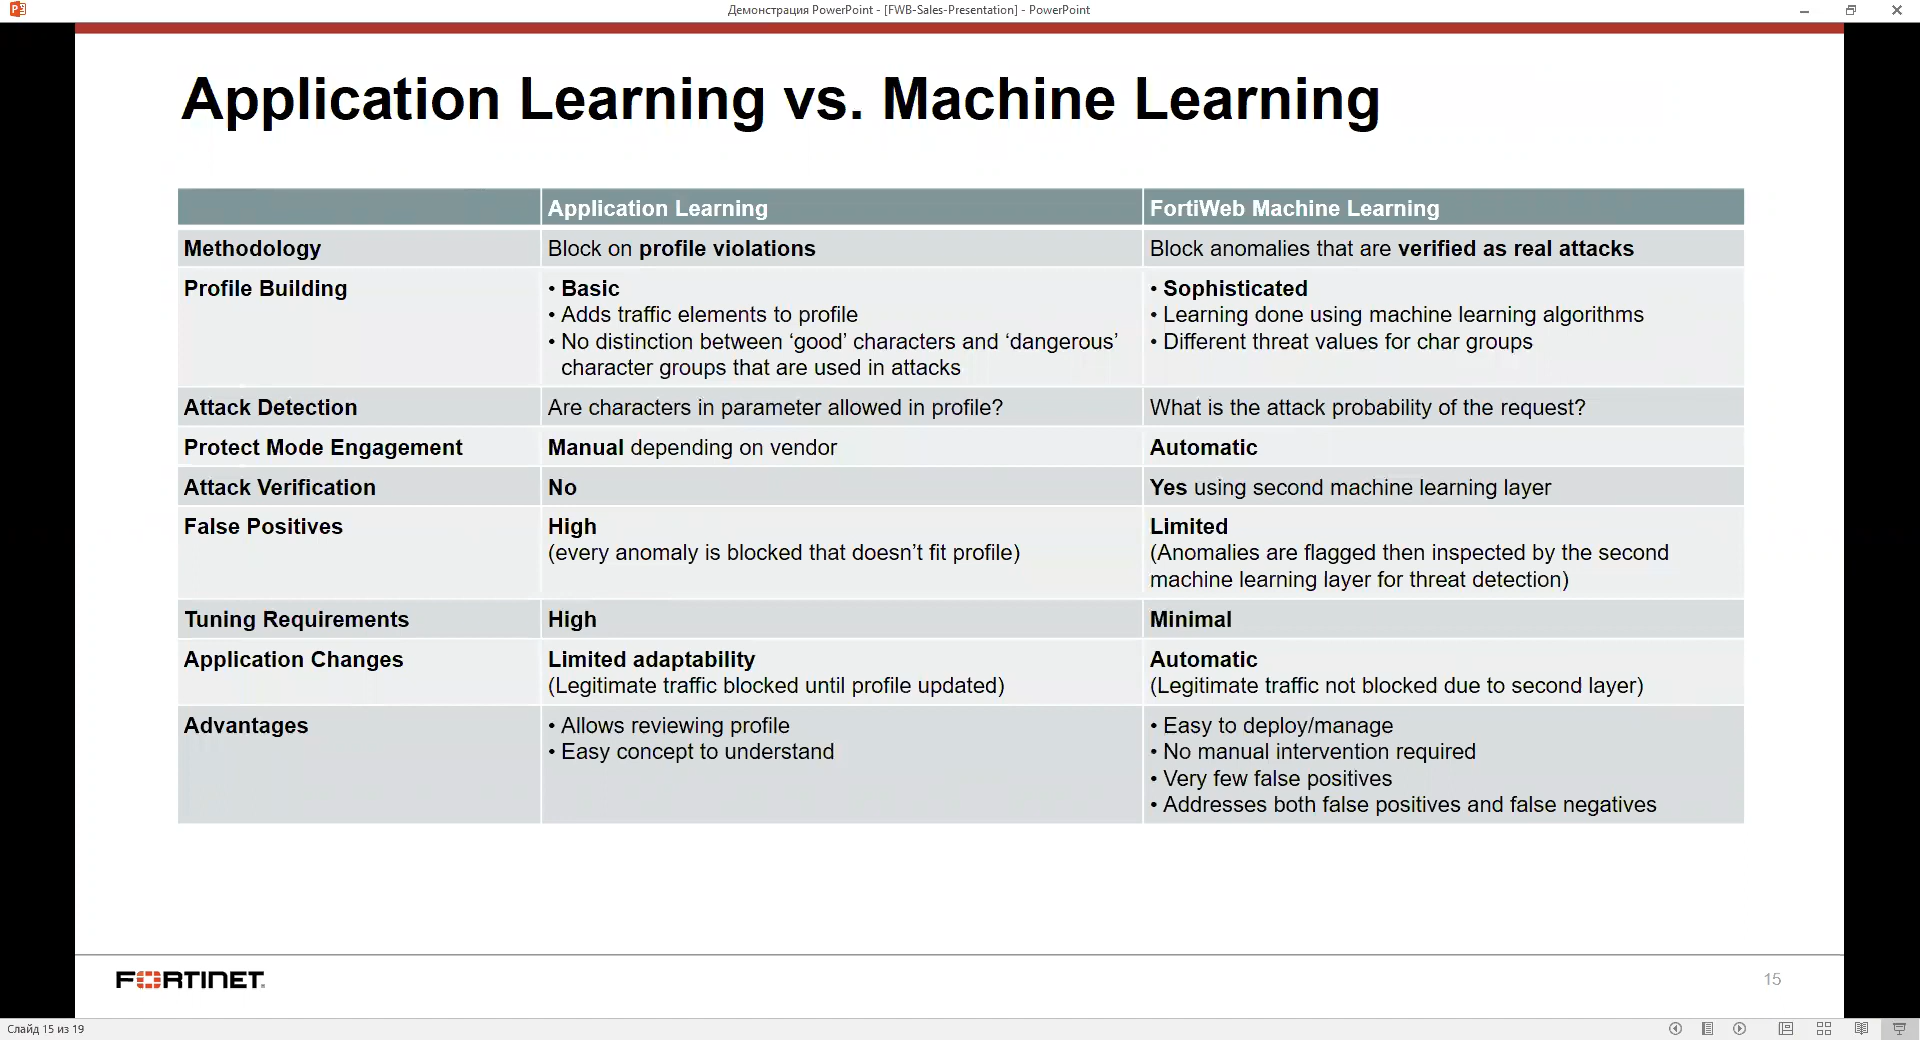 Демонстрация PowerPoint - [FWB-Sales-Presentation] - PowerPoint
Application Learning vs. Machine Learning
Application Learning
FortiWeb Machine Learning
Methodology
Block on profile violations
Block anomalies that are verified as real attacks
Profile Building
• Basic
• Adds traffic elements to profile
• No distinction between ‘good’ characters and ‘dangerous’
character groups that are used in attacks
• Sophisticated
• Learning done using machine learning algorithms
• Different threat values for char groups
Attack Detection
Are characters in parameter allowed in profile?
What is the attack probability of the request?
Protect Mode Engagement
Manual depending on vendor
Automatic
Attack Verification
No
Yes using second machine learning layer
False Positives
High
(every anomaly is blocked that doesn’t fit profile)
Limited
(Anomalies are flagged then inspected by the second
machine learning layer for threat detection)
Tuning Requirements
High
Minimal
Application Changes
Limited adaptability
(Legitimate traffic blocked until profile updated)
Automatic
(Legitimate traffic not blocked due to second layer)
Advantages
• Allows reviewing profile
• Easy concept to understand
• Easy to deploy/manage
• No manual intervention required
• Very few false positives
• Addresses both false positives and false negatives
FORTINET
15
Слайд 15 из 19